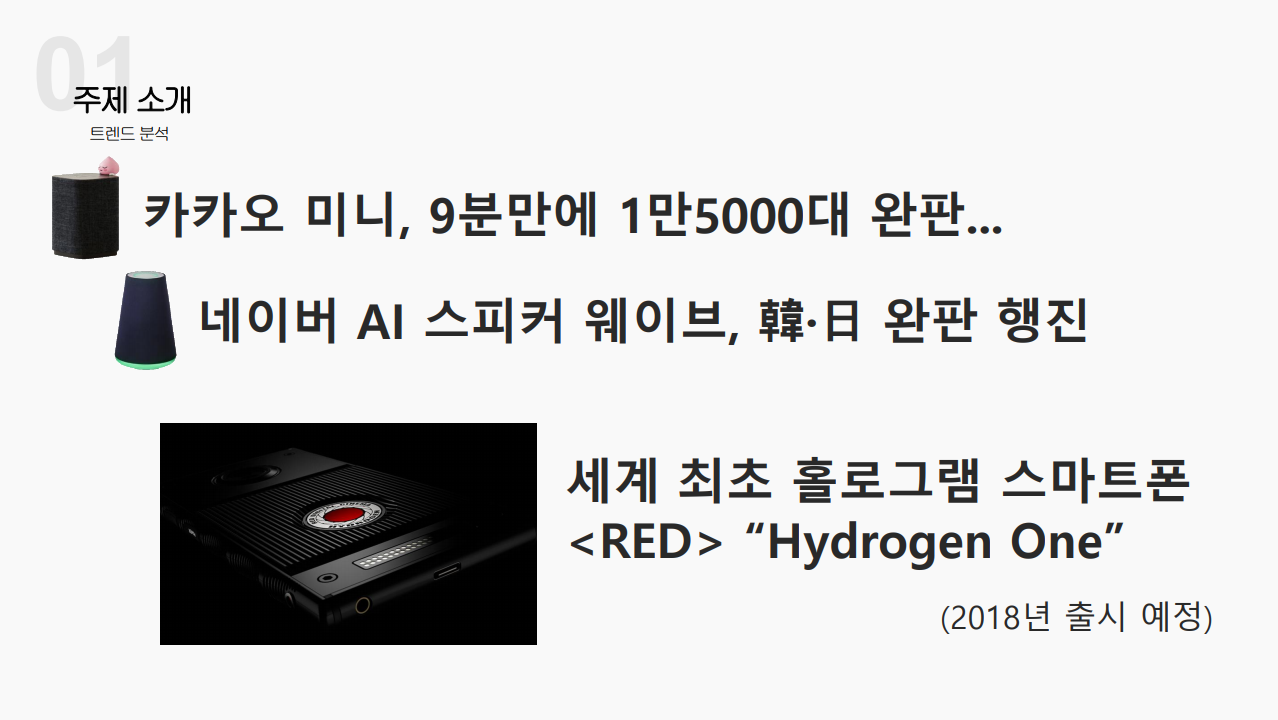 01
주제 소개
트렌드 분석
카카오 미니, 9분만에 1만5000대 완판...
네이버 AI 스피커 웨이브, 韓·日 완판 행진
세계 최초 홀로그램 스마트폰
<RED> “Hydrogen One”
(2018년 출시 예정)